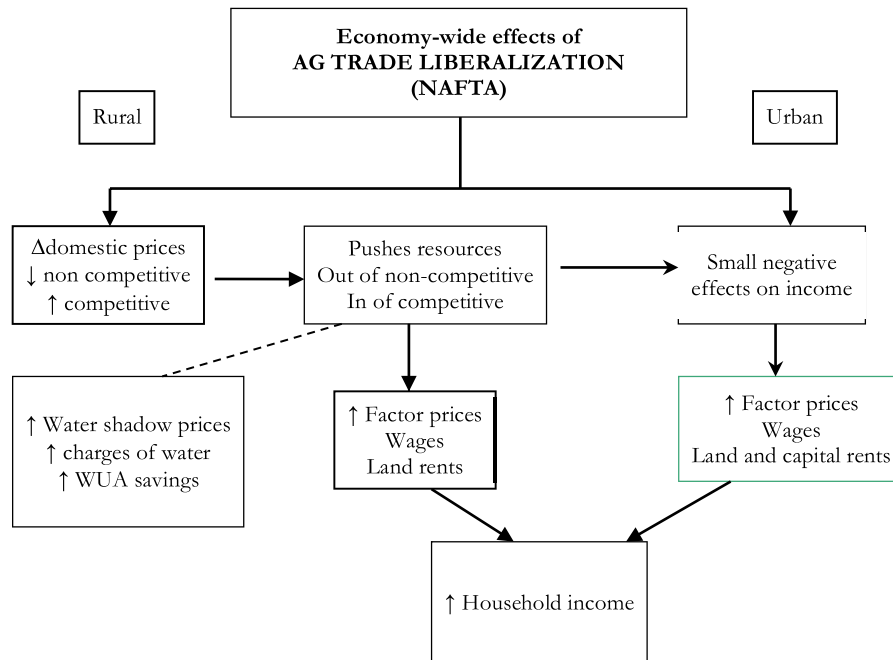 Economy-wide effects of
AG TRADE LIBERALIZATION
(NAFTA)
Rural
Urban
∆domestic prices
↓ non competitive
↑ competitive
Pushes resources
Out of non-competitive
In of competitive
Small negative
effects on income
↑ Water shadow prices
↑ charges of water
↑ WUA savings
↑ Factor prices
Wages
Land rents
↑ Factor prices
Wages
Land and capital rents
↑ Household income